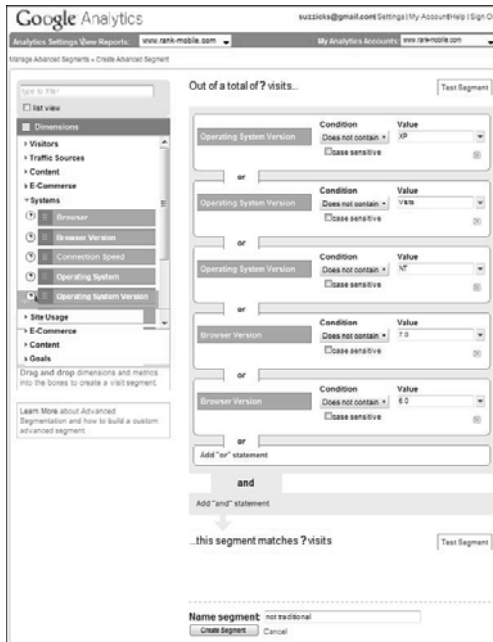 Google Analytics
suzzicks@gmail.com Settings | My Account Help | Sign O
Analytics Settings View Reports: www.rank-mobile.com
My Analytics Accounts: www.rank-mobile.com
Manage Advanced Segments » Create Advanced Segment
type to filter
list view
Dimensions
Visitors
Traffic Sources
Content
E-Commerce
Systems
Browser
Browser Version
Connection Speed
Operating System
Operating System Version
Site Usage
E-Commerce
Content
Goals
Drag and drop dimensions and metrics
into the boxes to create a visit segment.
Learn More about Advanced
Segmentation and how to build a custom
advanced segment.
Out of a total of ? visits...
Test Segment
Condition Value
Operating System Version Does not contain XP
case sensitive
or
Condition Value
Operating System Version Does not contain Vista
case sensitive
or
Condition Value
Operating System Version Does not contain NT
case sensitive
or
Condition Value
Browser Version Does not contain 7.0
case sensitive
or
Condition Value
Browser Version Does not contain 6.0
case sensitive
or
Add "or" statement
and
Add "and" statement
...this segment matches ? visits
Test Segment
Name segment: not traditional
Create Segment Cancel